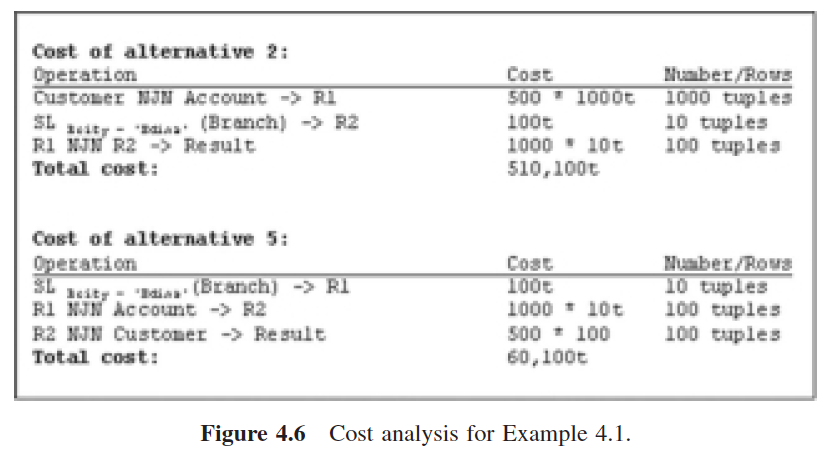 Cost of alternative 2:
Operation Cost Number/Rows
Customer NJN Account -> R1 500 * 1000t 1000 tuples
SL Bcity = 'Edina' (Branch) -> R2 100t 10 tuples
R1 NJN R2 -> Result 1000 * 10t 100 tuples
Total cost: 510,100t
Cost of alternative 5:
Operation Cost Number/Rows
SL Bcity = 'Edina' (Branch) -> R1 100t 10 tuples
R1 NJN Account -> R2 1000 * 10t 100 tuples
R2 NJN Customer -> Result 500 * 100 100 tuples
Total cost: 60,100t
Figure 4.6 Cost analysis for Example 4.1.